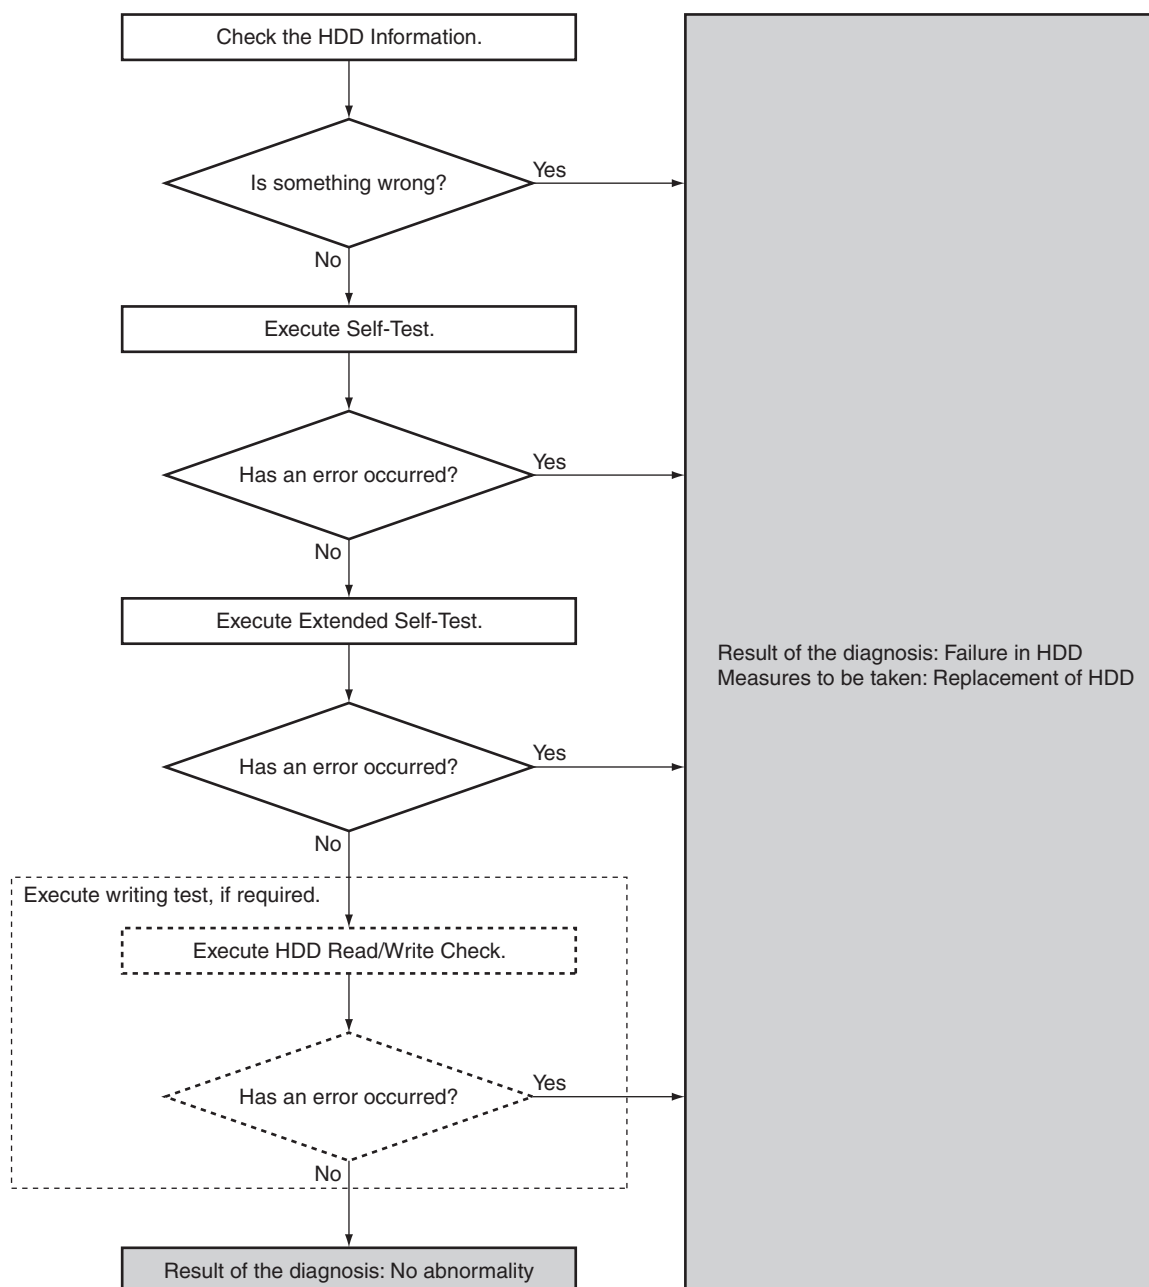 Check the HDD Information.
Is something wrong?
Yes
No
Execute Self-Test.
Has an error occurred?
Yes
No
Execute Extended Self-Test.
Result of the diagnosis: Failure in HDD
Measures to be taken: Replacement of HDD
Has an error occurred?
Yes
No
Execute writing test, if required.
Execute HDD Read/Write Check.
Has an error occurred?
Yes
No
Result of the diagnosis: No abnormality